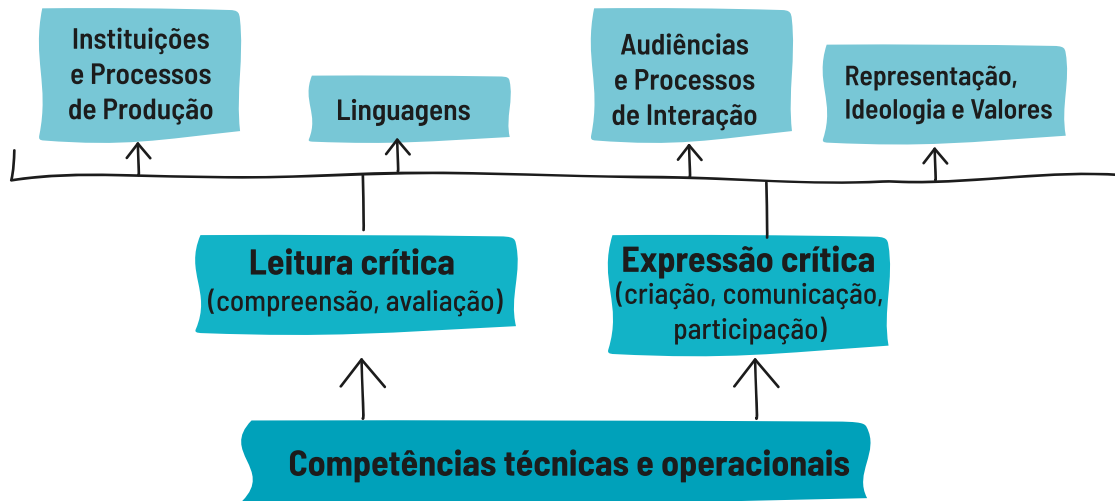 Instituições
e Processos
de Produção
Linguagens
Audiências
e Processos
de Interação
Representação,
Ideologia e Valores
Leitura crítica
(compreensão, avaliação)
Expressão crítica
(criação, comunicação,
participação)
Competências técnicas e operacionais